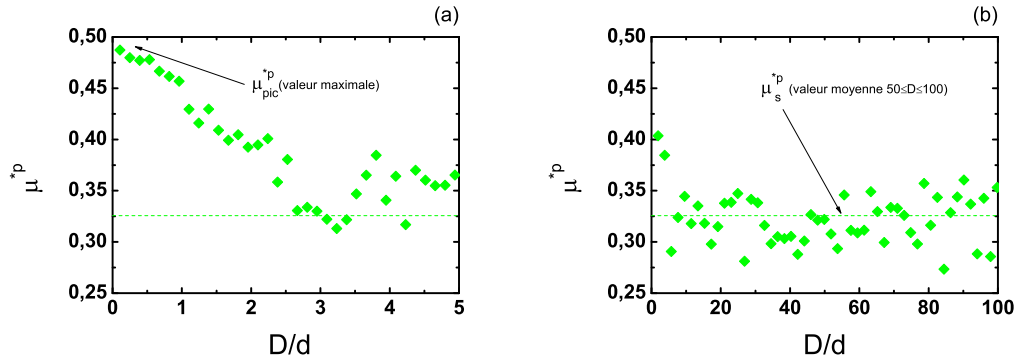 (a)
0,50
0,45
0,40
0,35
0,30
0,25
μ*p
μ*p pic (valeur maximale)
0 1 2 3 4 5
D/d
(b)
0,50
0,45
0,40
0,35
0,30
0,25
μ*p
μ*p s (valeur moyenne 50≤D≤100)
0 20 40 60 80 100
D/d